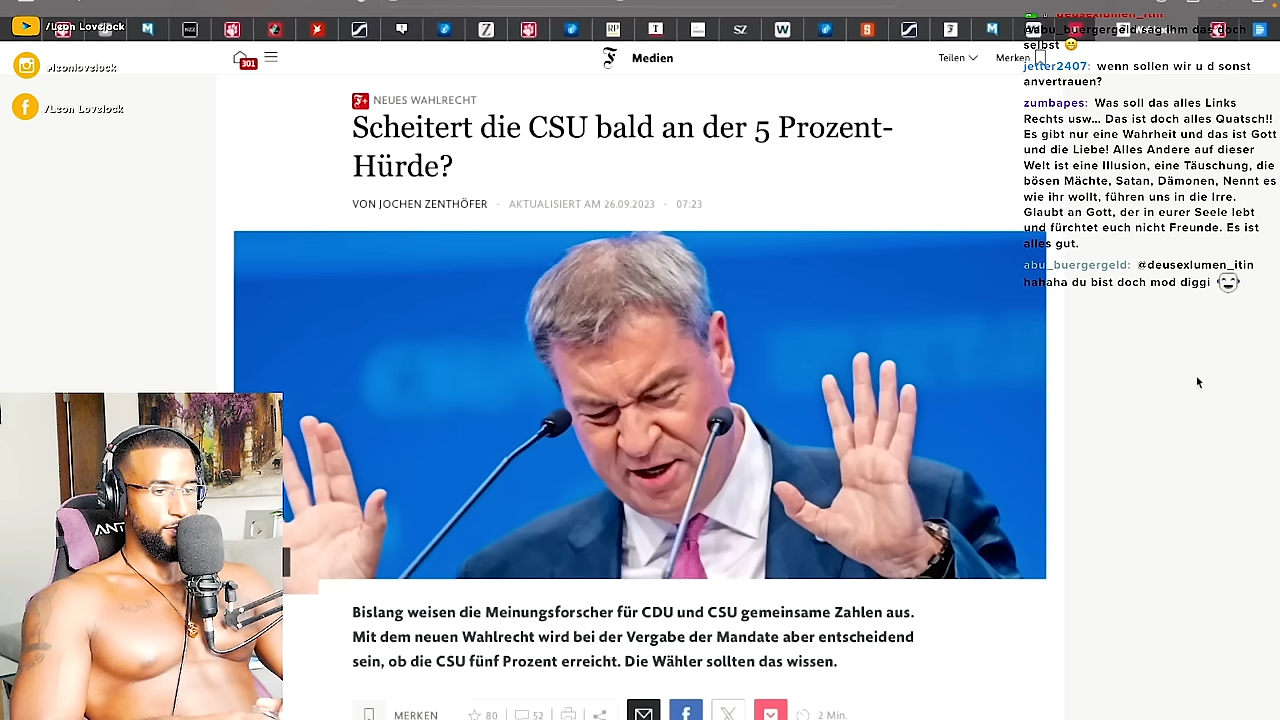 /Leon Lovelock
NZZ
RP
T
SZ
W
S
M
W
/leonlovelock
/Leon Lovelock
301
Medien
Teilen
Merken
F+ NEUES WAHLRECHT
Scheitert die CSU bald an der 5 Prozent-
Hürde?
VON JOCHEN ZENTHÖFER - AKTUALISIERT AM 26.09.2023 - 07:23
Bislang weisen die Meinungsforscher für CDU und CSU gemeinsame Zahlen aus.
Mit dem neuen Wahlrecht wird bei der Vergabe der Mandate aber entscheidend
sein, ob die CSU fünf Prozent erreicht. Die Wähler sollten das wissen.
MERKEN
80
52
2 Min.
ANT
deusexlumen_itin:
@abu_buergergeld sag ihm das doch
selbst
jetter2407: wenn sollen wir u d sonst
anvertrauen?
zumbapes: Was soll das alles Links
Rechts usw... Das ist doch alles Quatsch!!
Es gibt nur eine Wahrheit und das ist Gott
und die Liebe! Alles Andere auf dieser
Welt ist eine Illusion, eine Täuschung, die
bösen Mächte, Satan, Dämonen, Nennt es
wie ihr wollt, führen uns in die Irre.
Glaubt an Gott, der in eurer Seele lebt
und fürchtet euch nicht Freunde. Es ist
alles gut.
abu_buergergeld: @deusexlumen_itin
hahaha du bist doch mod diggi